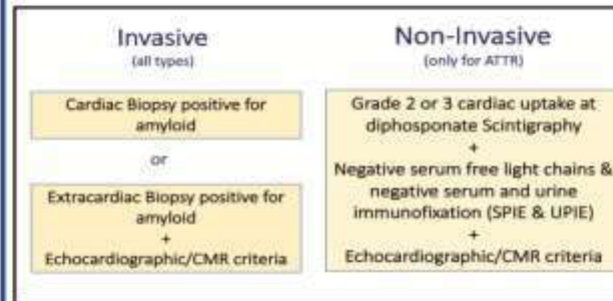 Invasive
(all types)
Cardiac Biopsy positive for
amyloid
or
Extracardiac Biopsy positive for
amyloid
+
Echocardiographic/CMR criteria
Non-Invasive
(only for ATTR)
Grade 2 or 3 cardiac uptake at
diphosponate Scintigraphy
+
Negative serum free light chains &
negative serum and urine
immunofixation (SPIE & UPIE)
+
Echocardiographic/CMR criteria